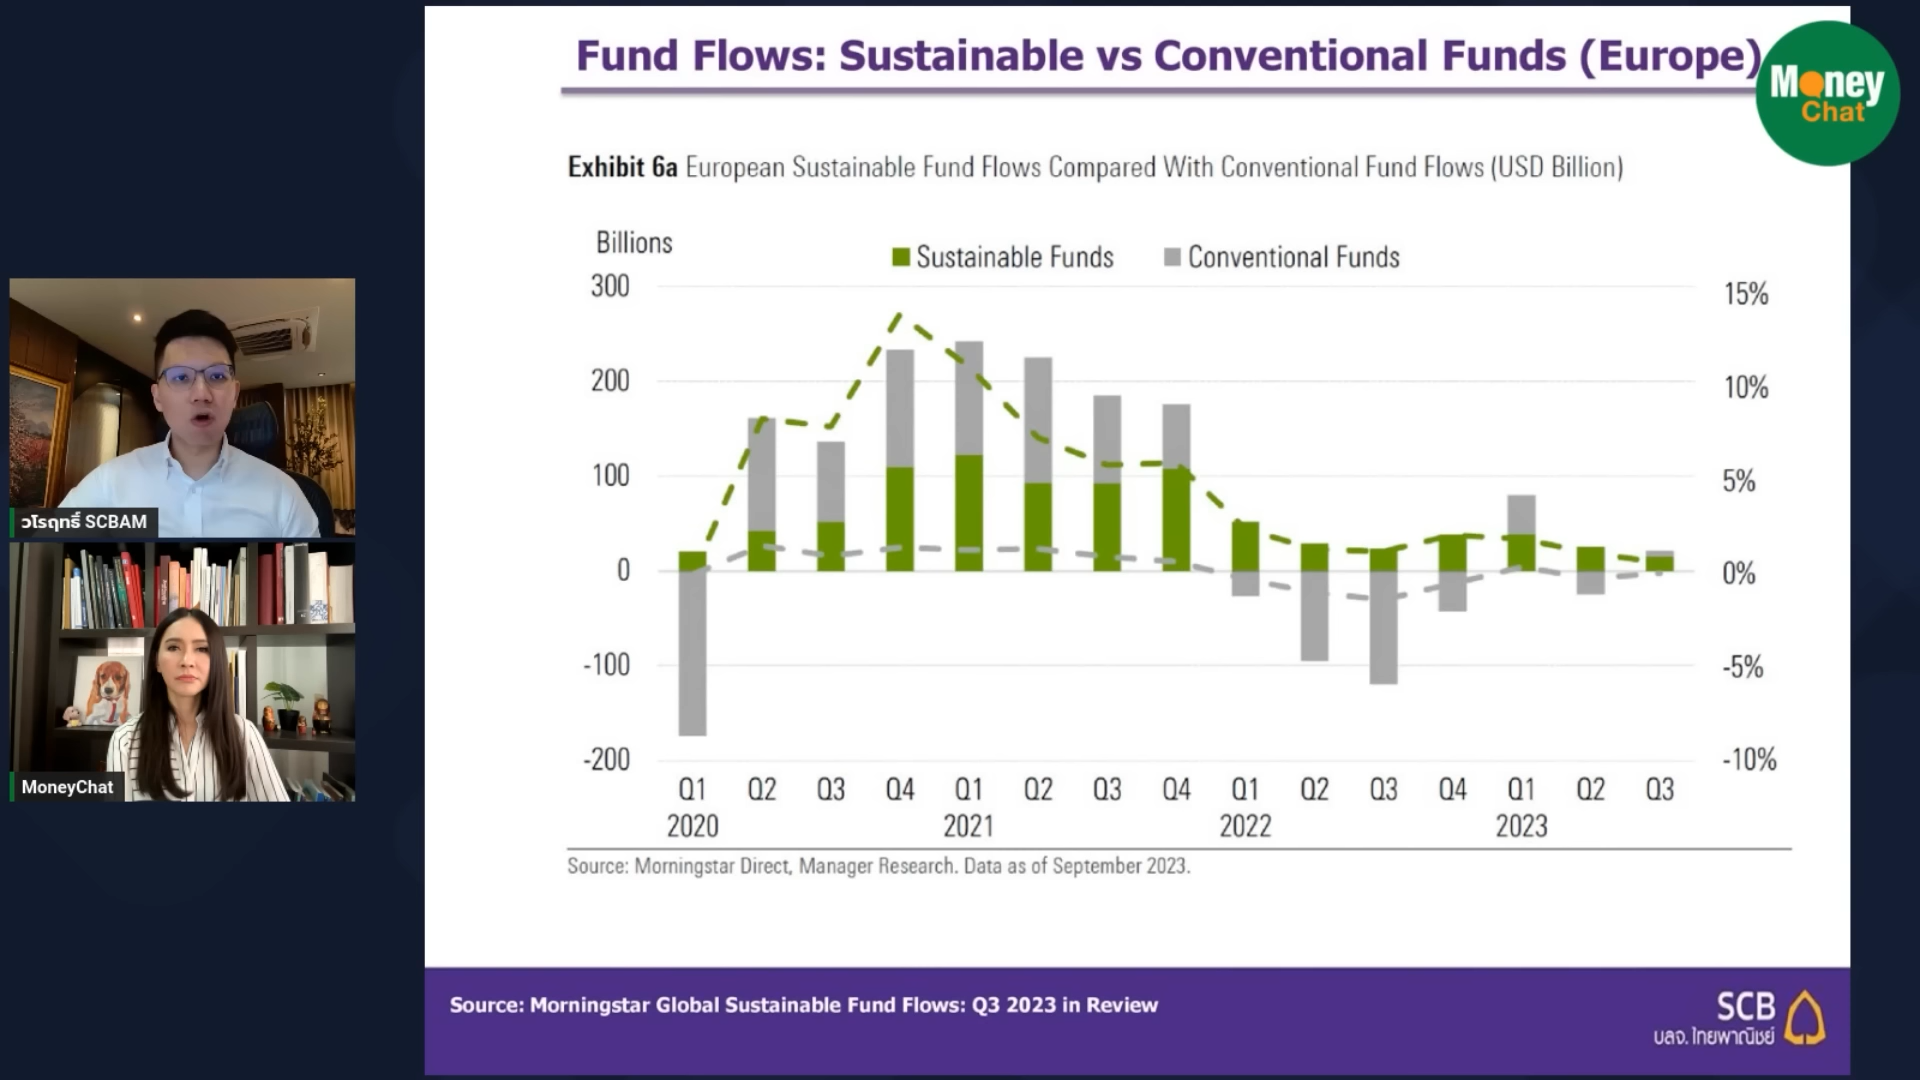 Fund Flows: Sustainable vs Conventional Funds (Europe)
Money
Chat
Exhibit 6a European Sustainable Fund Flows Compared With Conventional Fund Flows (USD Billion)
Billions
Sustainable Funds
Conventional Funds
300
200
100
0
-100
-200
15%
10%
5%
0%
-5%
-10%
Q1 Q2 Q3 Q4 Q1 Q2 Q3 Q4 Q1 Q2 Q3 Q4 Q1 Q2 Q3
2020 2021 2022 2023
Source: Morningstar Direct, Manager Research. Data as of September 2023.
วโรฤทธิ์ SCBAM
MoneyChat
Source: Morningstar Global Sustainable Fund Flows: Q3 2023 in Review
SCB
บลจ. ไทยพาณิชย์